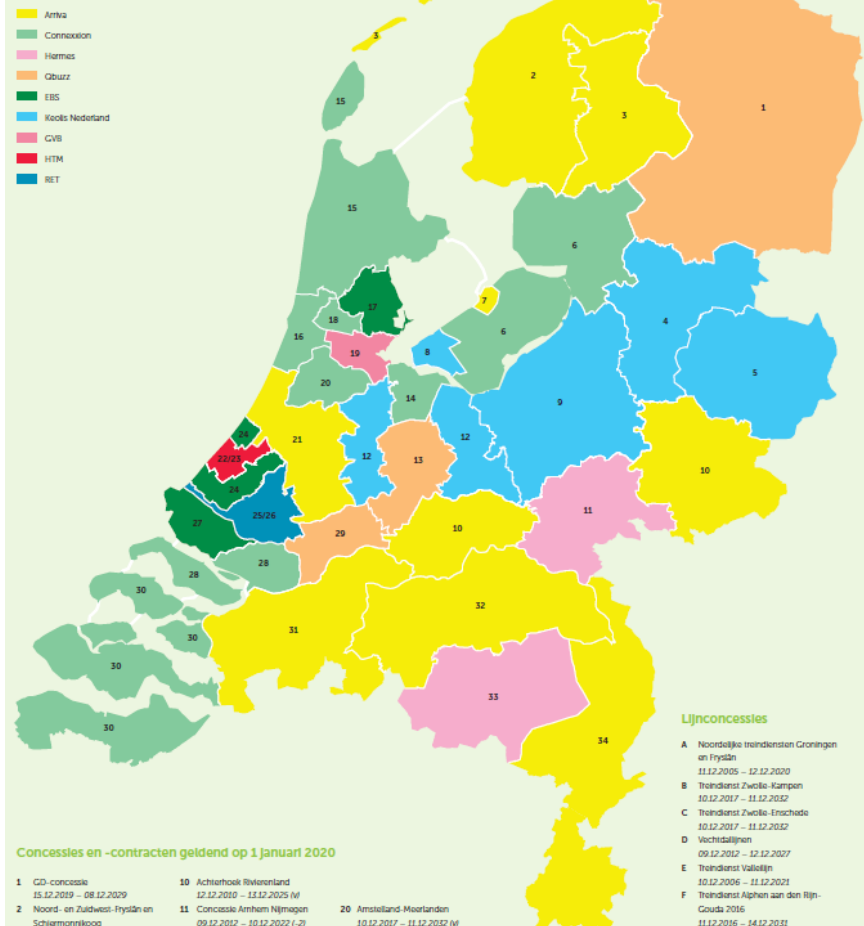 Arriva
Connexxion
Hermes
Qbuzz
EBS
Keolis Nederland
GVB
HTM
RET
3
15
2
3
1
15
6
7
17
18
16
19
8
6
4
5
20
14
9
24
22/23
21
12
13
12
10
24
27
25/26
29
10
11
28
28
30
30
30
30
31
32
33
34
Lijnconcessies
A Noordelijke treindiensten Groningen
en Fryslân
11.12.2005 – 12.12.2020
B Treindienst Zwolle-Kampen
10.12.2017 – 11.12.2032
C Treindienst Zwolle-Enschede
10.12.2017 – 11.12.2032
D Vechtdallijnen
09.12.2012 – 12.12.2027
E Treindienst Valleilijn
10.12.2006 – 11.12.2021
F Treindienst Alphen aan den Rijn-
Gouda 2016
11.12.2016 – 14.12.2031
Concessies en -contracten geldend op 1 januari 2020
1 GD-concessie
15.12.2019 – 08.12.2029
2 Noord- en Zuidwest-Fryslân en
Schiermonnikoog
10 Achterhoek Rivierenland
12.12.2010 – 13.12.2025 (v)
11 Concessie Arnhem Nijmegen
09.12.2012 – 10.12.2022 (-2)
20 Amstelland-Meerlanden
10.12.2017 – 11.12.2032 (v)